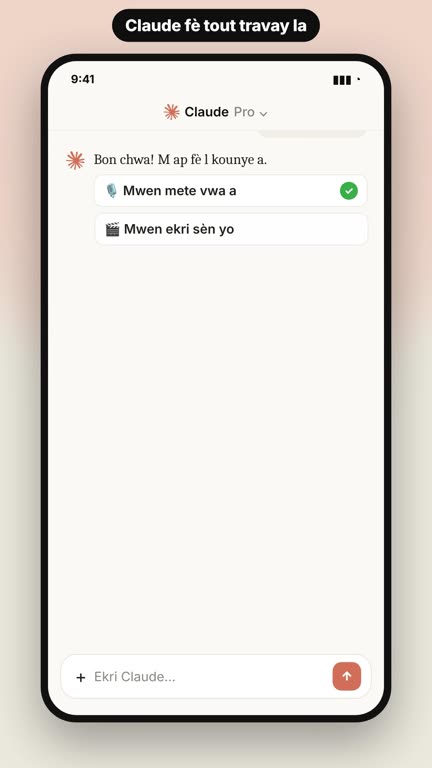 Claude fè tout travay la
9:41
Claude Pro
Bon chwa! M ap fè l kounye a.
Mwen mete vwa a
Mwen ekri sèn yo
Ekri Claude...